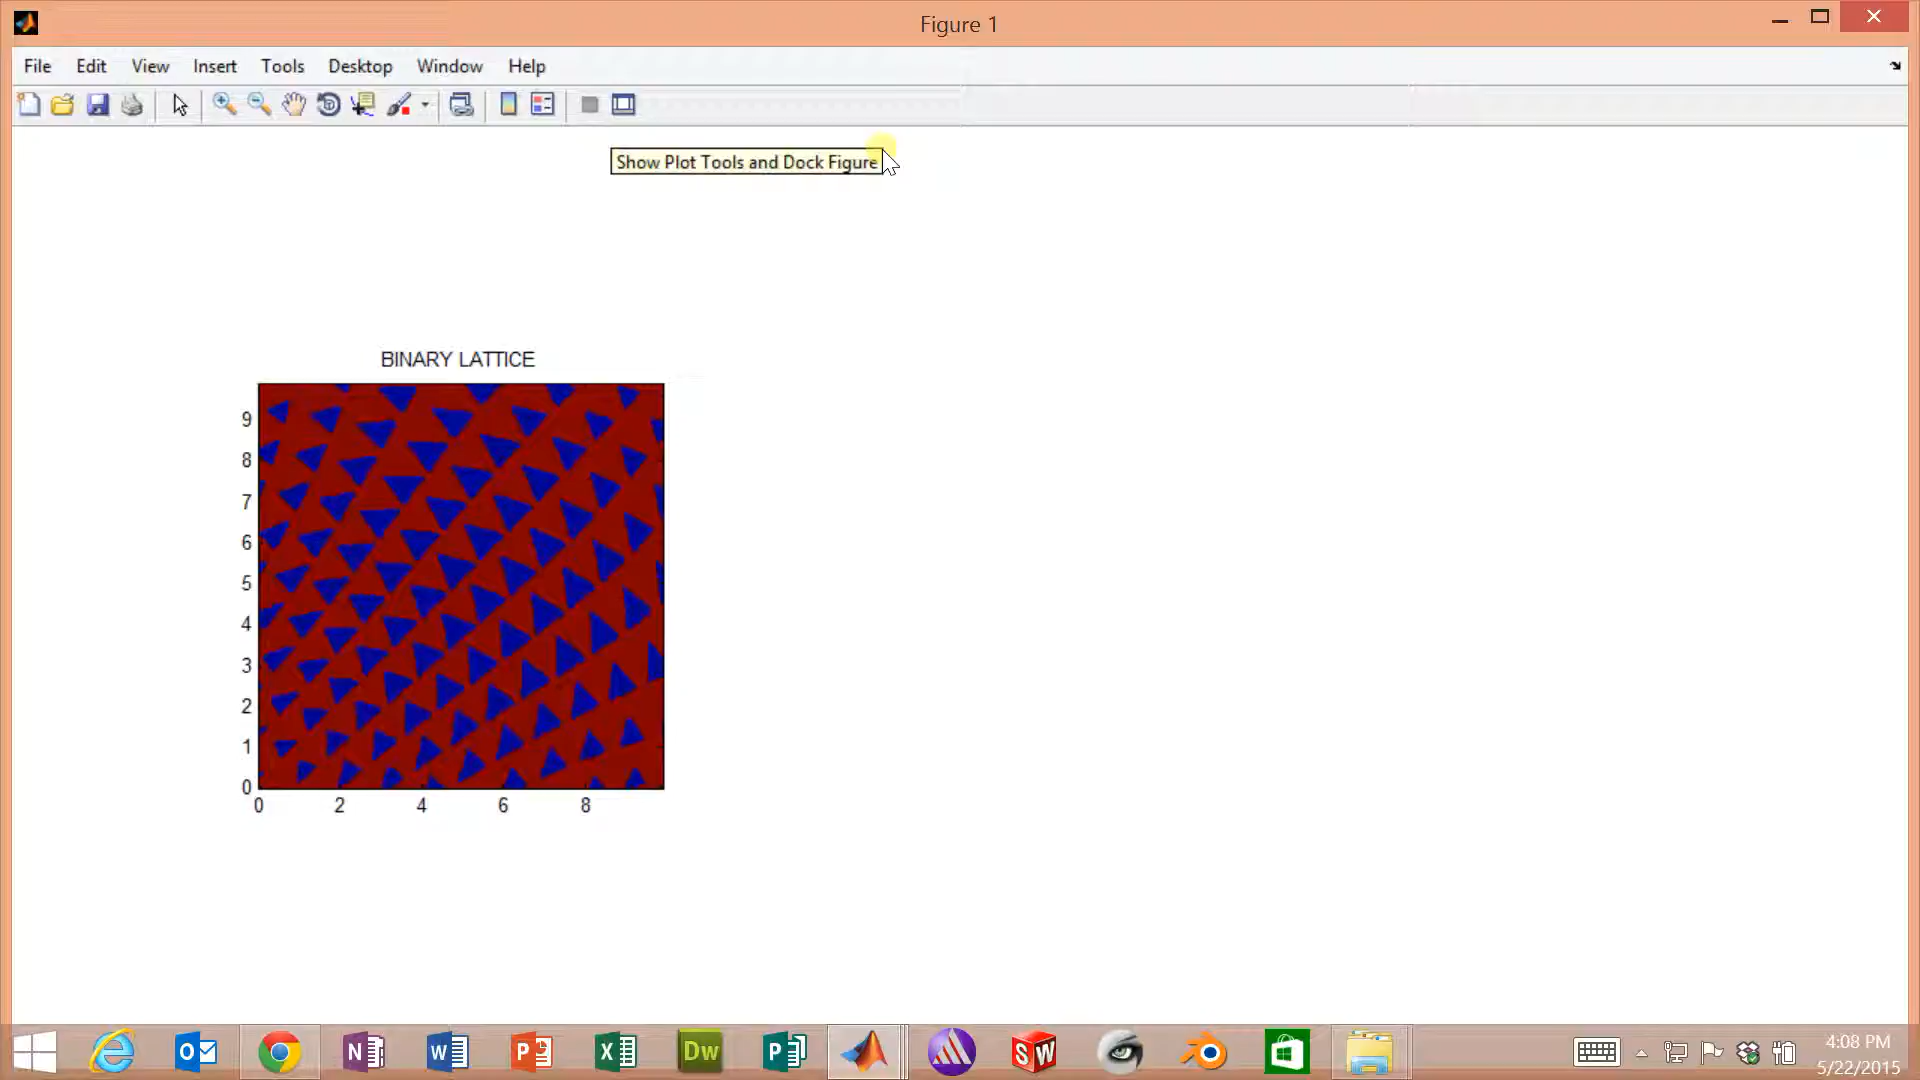 Figure 1
File Edit View Insert Tools Desktop Window Help
Show Plot Tools and Dock Figure
BINARY LATTICE
9
8
7
6
5
4
3
2
1
0
0 2 4 6 8
4:08 PM
5/22/2015